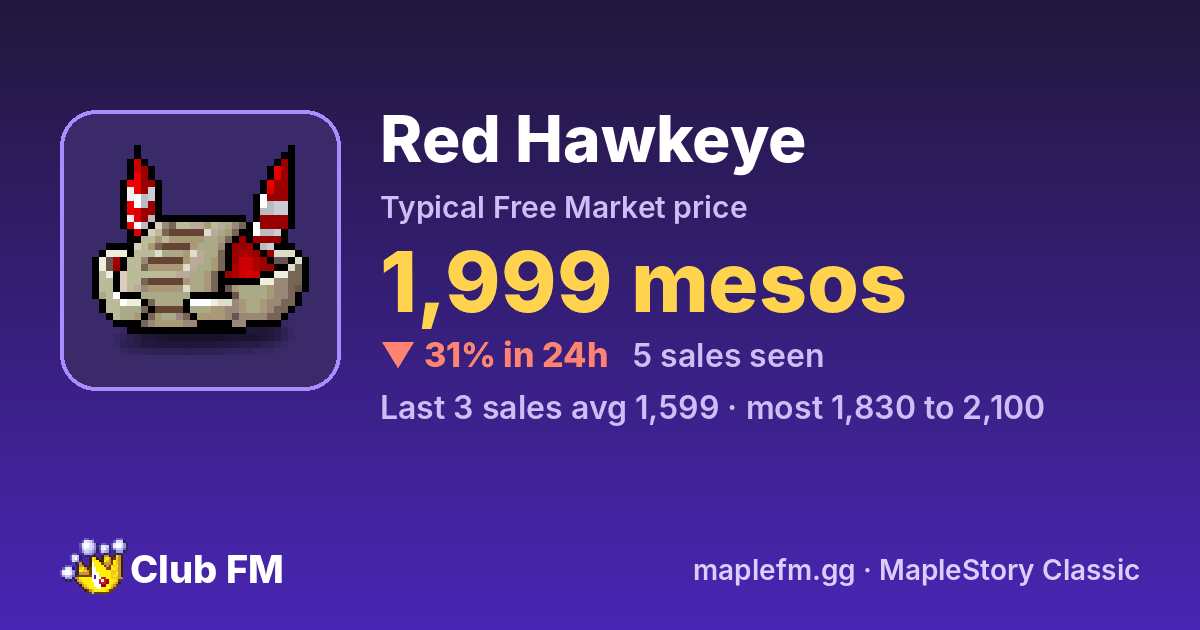 Red Hawkeye
Typical Free Market price
1,999 mesos
▼ 31% in 24h 5 sales seen
Last 3 sales avg 1,599 · most 1,830 to 2,100
Club FM
maplefm.gg · MapleStory Classic